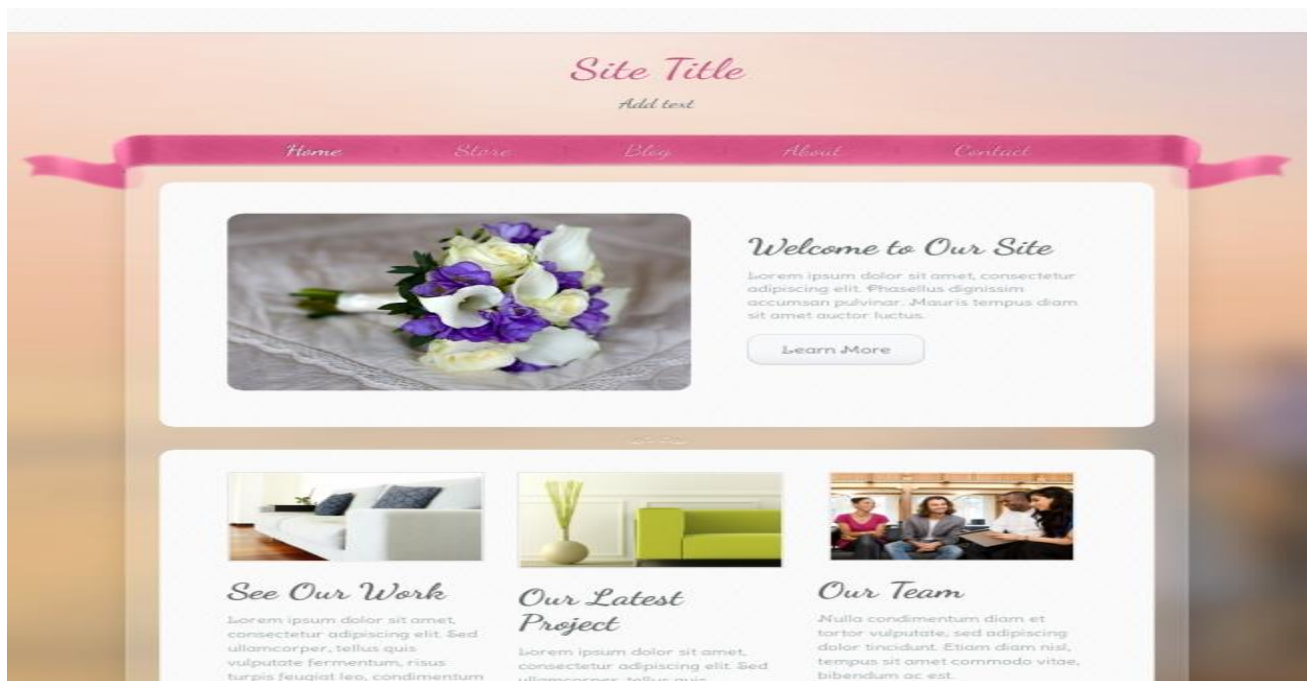 Site Title
Add text
Home Store Blog About Contact
Welcome to Our Site
Lorem ipsum dolor sit amet, consectetur
adipiscing elit. Phasellus dignissim
accumsan pulvinar. Mauris tempus diam
sit amet auctor luctus.
Learn More
See Our Work
Lorem ipsum dolor sit amet,
consectetur adipiscing elit. Sed
ullamcorper, tellus quis
vulputate fermentum, risus
turpis feugiat leo, condimentum
Our Latest
Project
Lorem ipsum dolor sit amet,
consectetur adipiscing elit. Sed
ullamcorper, tellus quis
Our Team
Nulla condimentum diam et
tortor vulputate, sed adipiscing
dolor tincidunt. Etiam diam nisl,
tempus sit amet commodo vitae,
bibendum ac est.